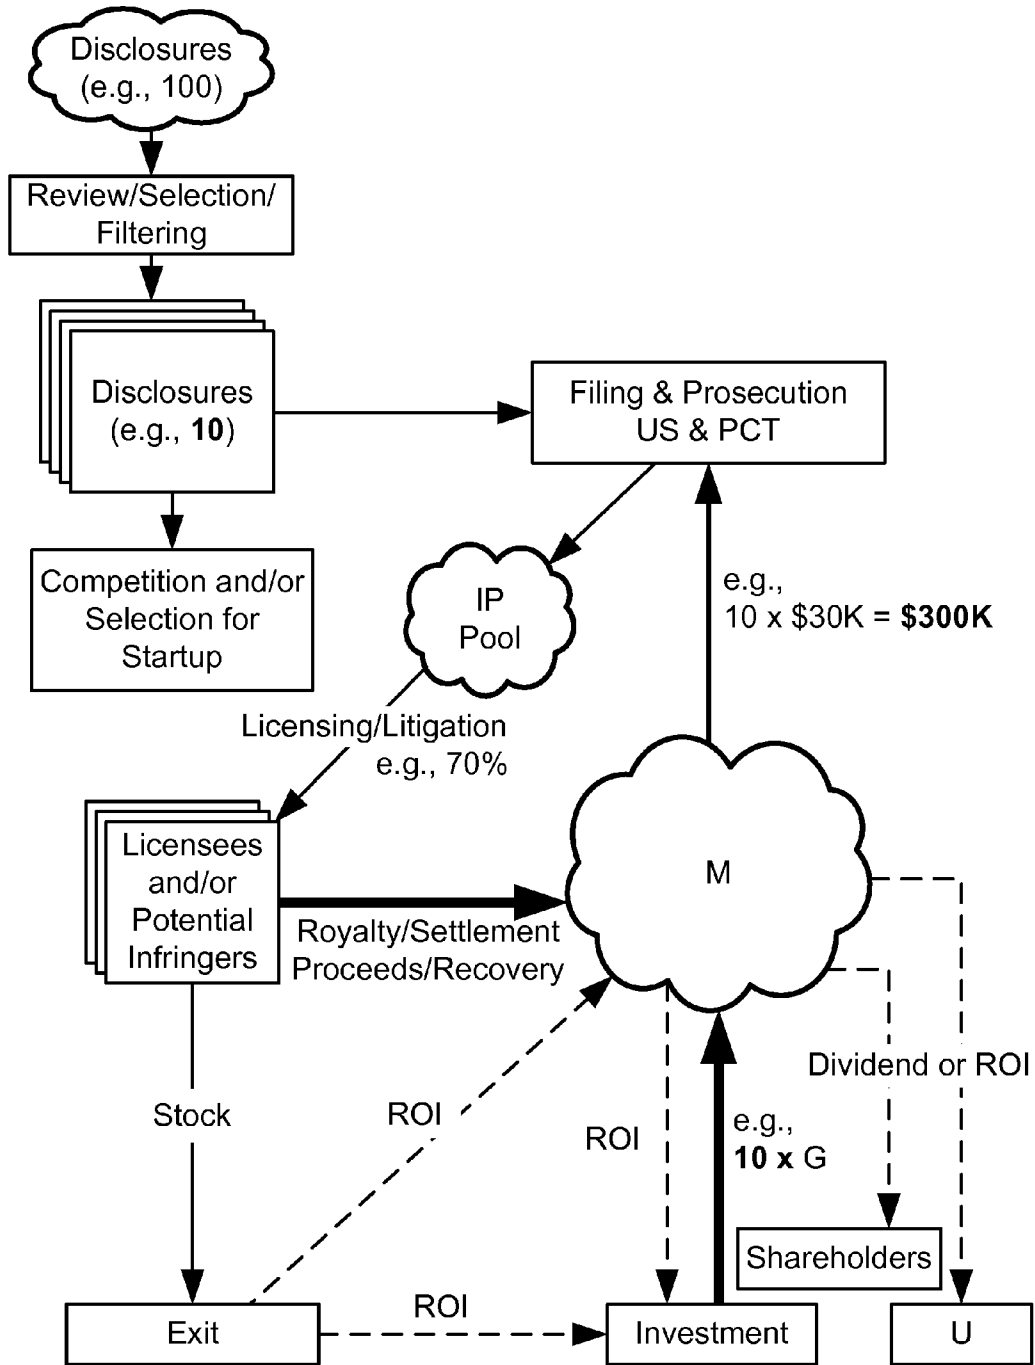 Disclosures
(e.g., 100)
Review/Selection/
Filtering
Disclosures
(e.g., 10)
Filing & Prosecution
US & PCT
Competition and/or
Selection for
Startup
IP
Pool
e.g.,
10 x $30K = $300K
Licensing/Litigation
e.g., 70%
Licensees
and/or
Potential
Infringers
M
Royalty/Settlement
Proceeds/Recovery
Dividend or ROI
Stock
ROI
ROI
e.g.,
10 x G
Shareholders
ROI
Exit
Investment
U